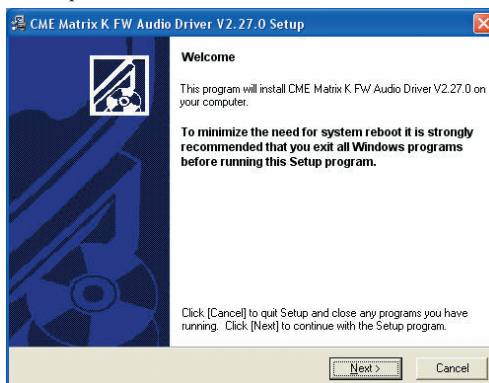 CME Matrix K FW Audio Driver V2.27.0 Setup
Welcome
This program will install CME Matrix K FW Audio Driver V2.27.0 on
your computer.
To minimize the need for system reboot it is strongly
recommended that you exit all Windows programs
before running this Setup program.
Click [Cancel] to quit Setup and close any programs you have
running. Click [Next] to continue with the Setup program.
Next > Cancel